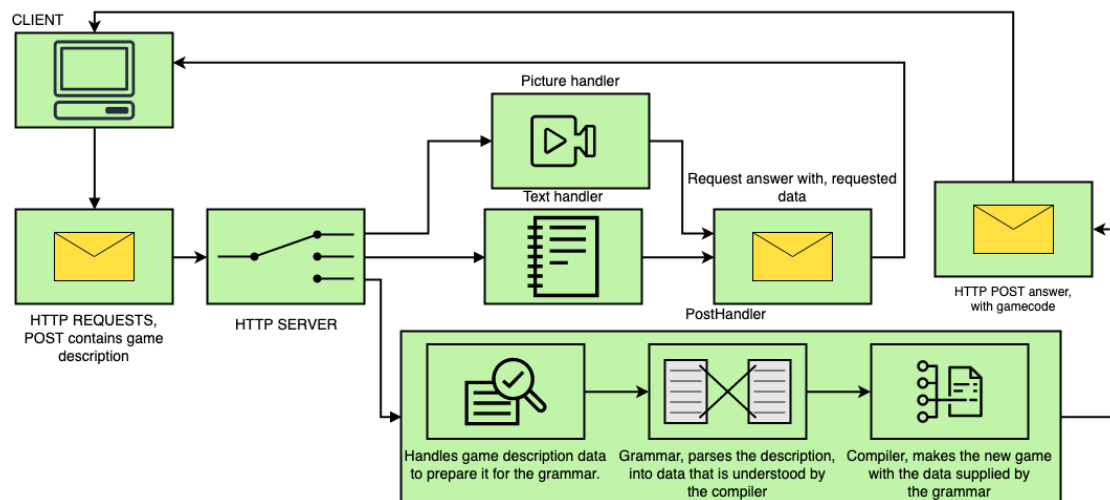 CLIENT
Picture handler
Text handler
Request answer with, requested
data
HTTP REQUESTS,
POST contains game
description
HTTP SERVER
PostHandler
HTTP POST answer,
with gamecode
Handles game description data
to prepare it for the grammar.
Grammar, parses the description,
into data that is understood by
the compiler
Compiler, makes the new game
with the data supplied by
the grammar